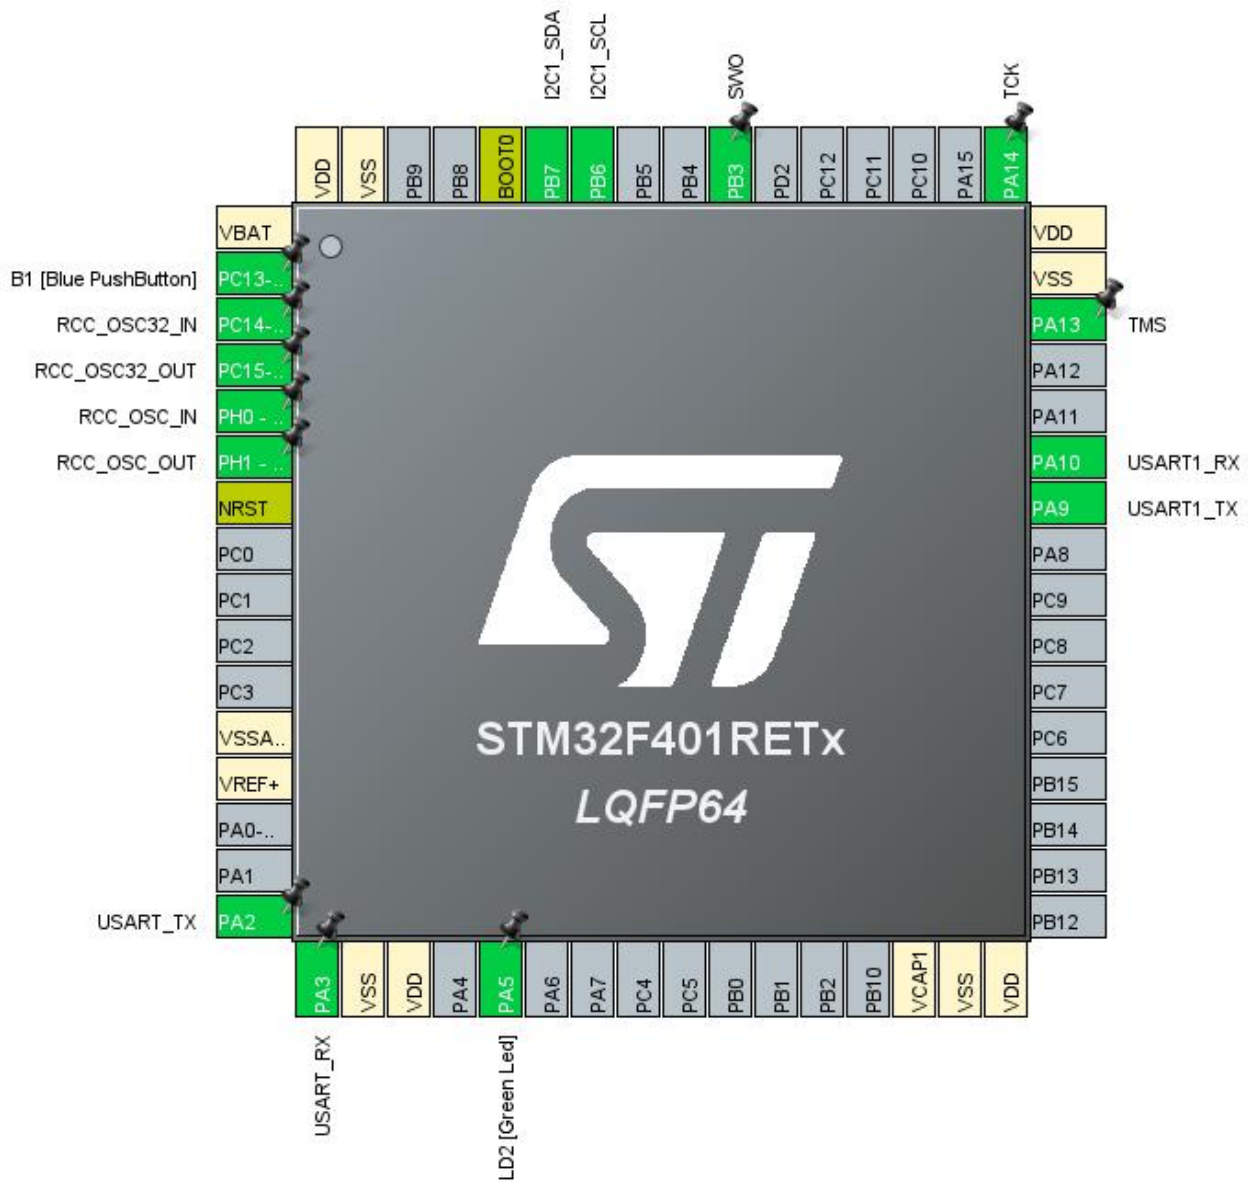 I2C1_SDA
I2C1_SCL
SWO
TCK
VDD
VSS
PB9
PB8
BOOT0
PB7
PB6
PB5
PB4
PB3
PD2
PC12
PC11
PC10
PA15
PA14
VBAT
B1 [Blue PushButton] PC13-..
RCC_OSC32_IN PC14-..
RCC_OSC32_OUT PC15-..
RCC_OSC_IN PH0 - ..
RCC_OSC_OUT PH1 - ..
NRST
PC0
PC1
PC2
PC3
VSSA..
VREF+
PA0-..
PA1
USART_TX PA2
VDD
VSS
PA13 TMS
PA12
PA11
PA10 USART1_RX
PA9 USART1_TX
PA8
PC9
PC8
PC7
PC6
PB15
PB14
PB13
PB12
ST
STM32F401RETx
LQFP64
PA3
VSS
VDD
PA4
PA5
PA6
PA7
PC4
PC5
PB0
PB1
PB2
PB10
VCAP1
VSS
VDD
USART_RX
LD2 [Green Led]